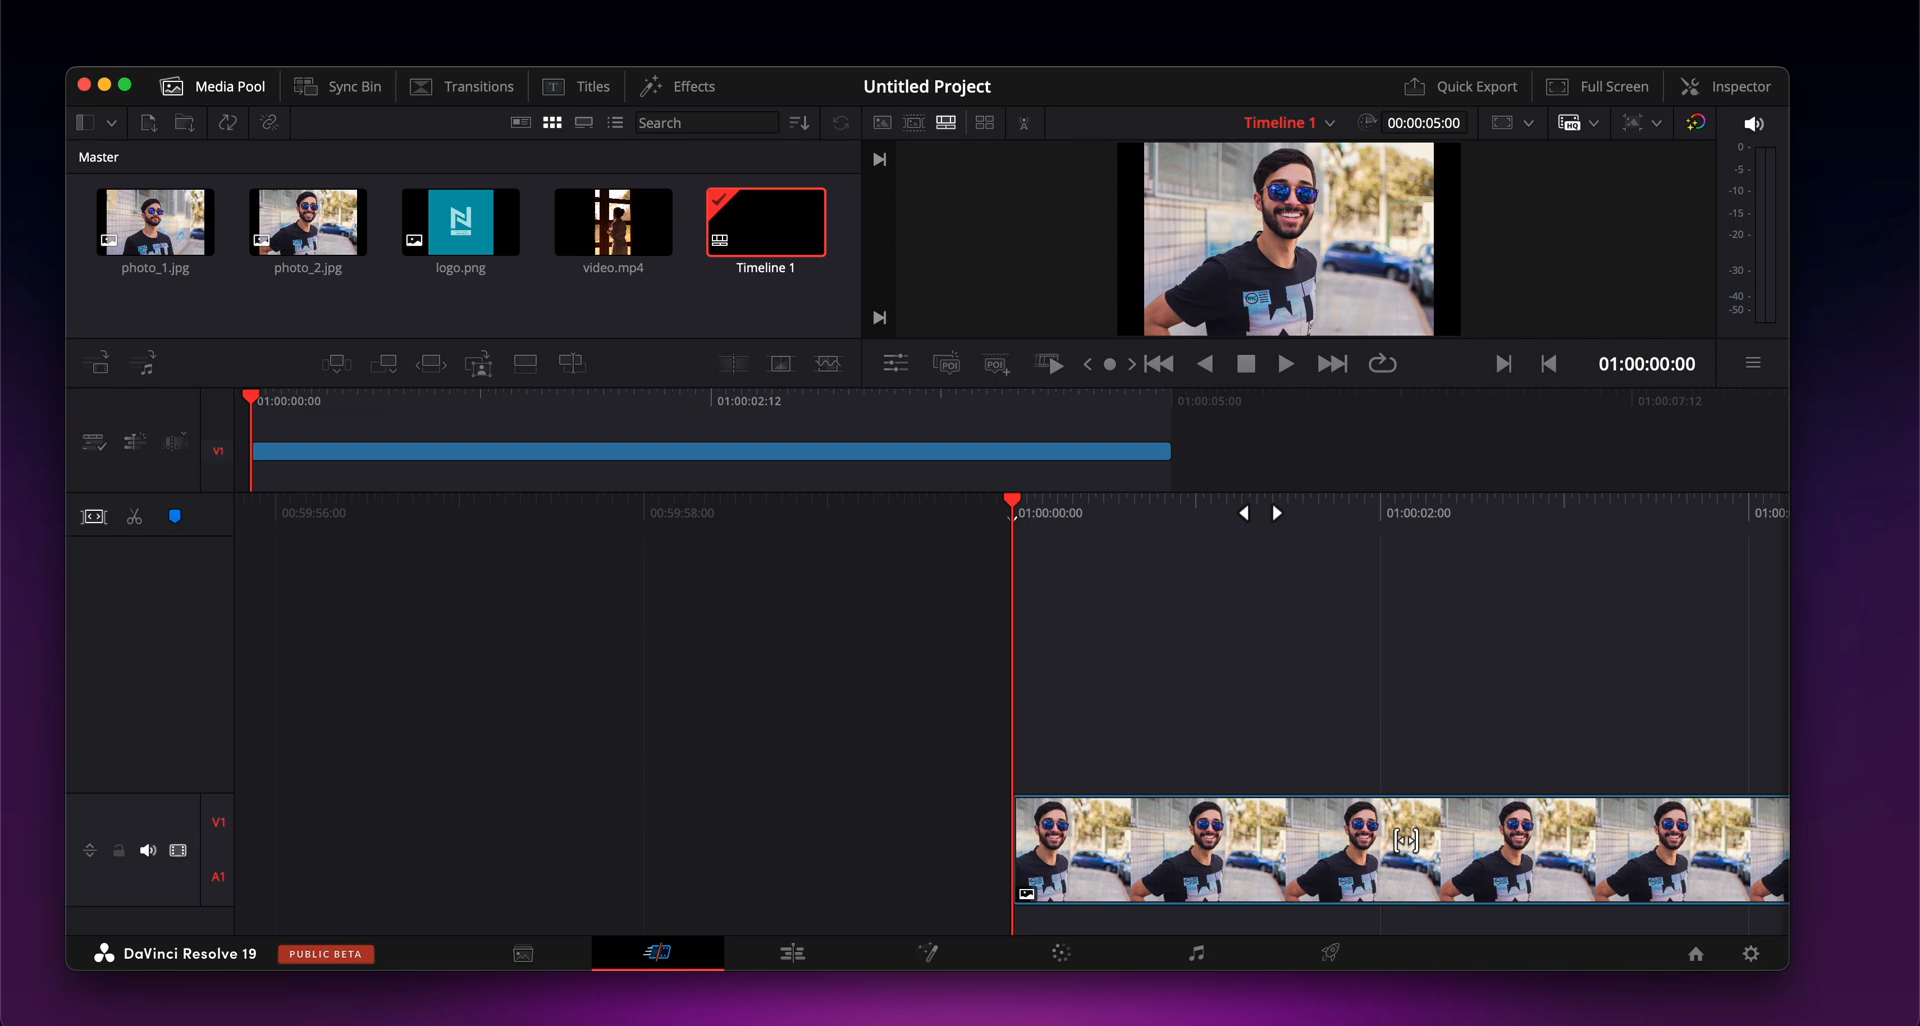 Media Pool
Sync Bin
Transitions
Titles
Effects
Untitled Project
Quick Export
Full Screen
Inspector
Search
Timeline 1
00:00:05:00
Master
photo_1.jpg
photo_2.jpg
logo.png
video.mp4
Timeline 1
0
-5
-10
-15
-20
-30
-40
-50
POI
POI
01:00:00:00
01:00:00:00
01:00:02:12
01:00:05:00
01:00:07:12
V1
00:59:56:00
00:59:58:00
01:00:00:00
01:00:02:00
01:00:
V1
A1
DaVinci Resolve 19
PUBLIC BETA